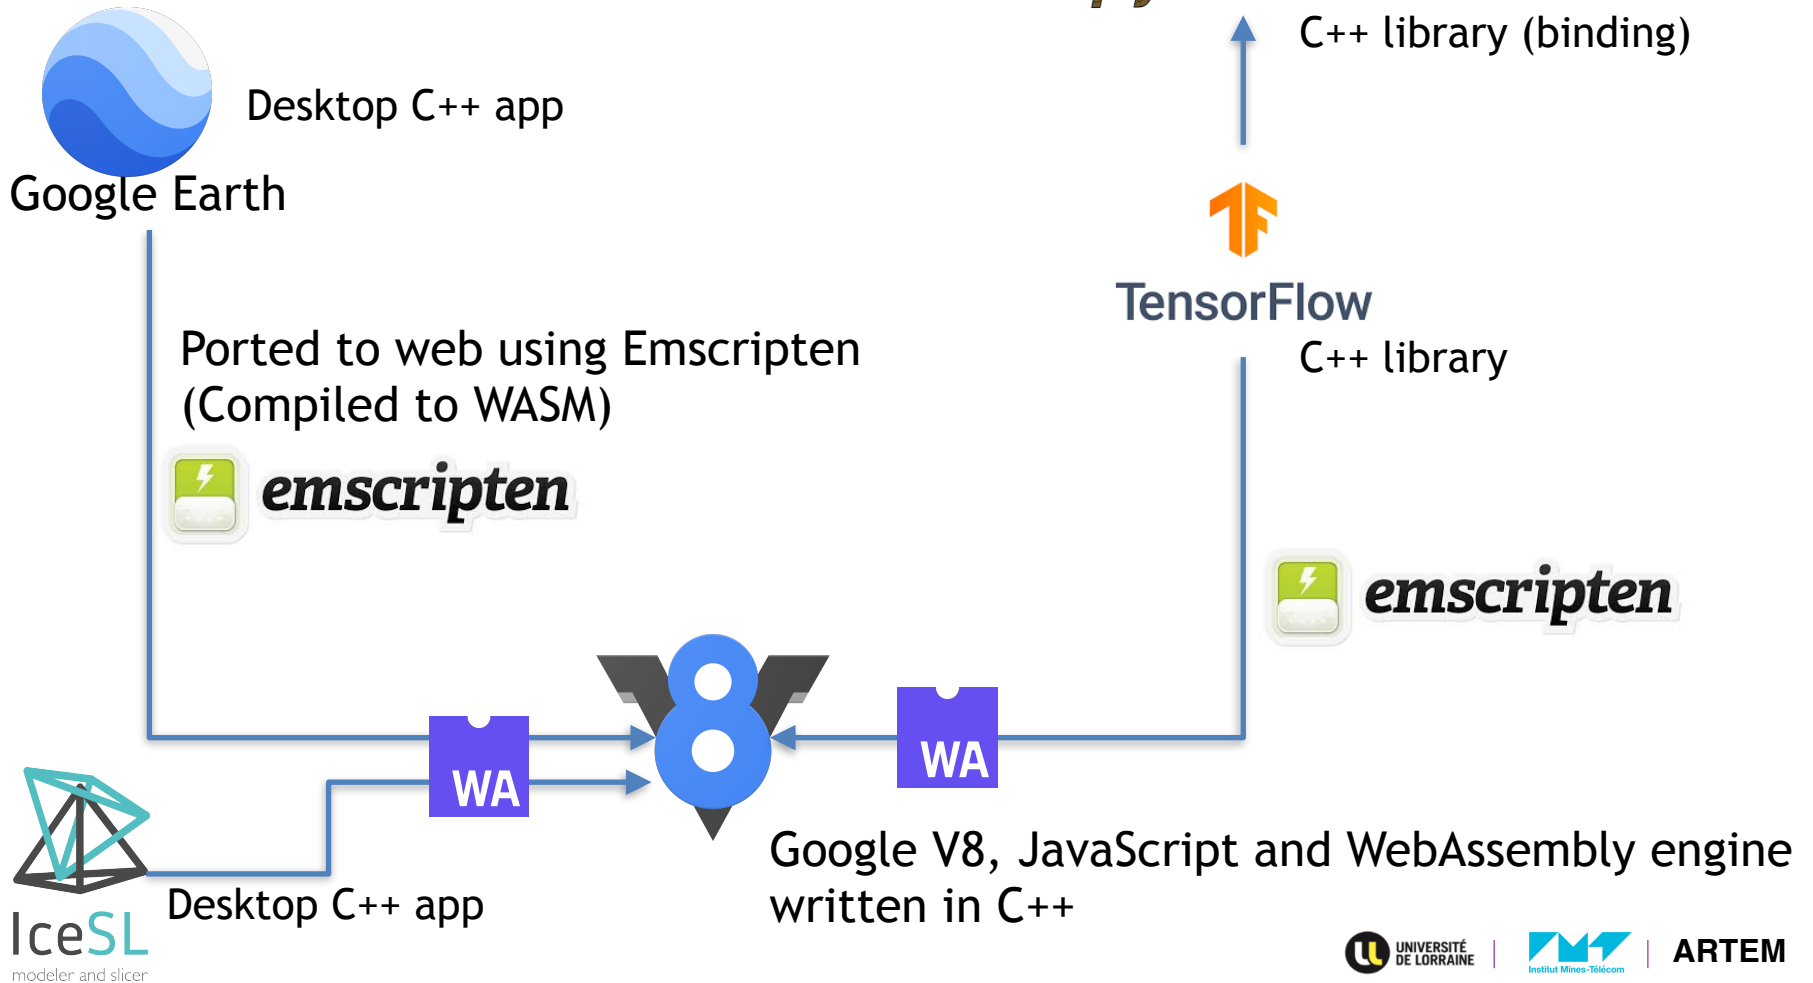 C++ library (binding)
Desktop C++ app
Google Earth
TensorFlow
C++ library
Ported to web using Emscripten
(Compiled to WASM)
emscripten
emscripten
V8
WA
WA
Google V8, JavaScript and WebAssembly engine
written in C++
Desktop C++ app
IceSL
modeler and slicer
UNIVERSITÉ
DE LORRAINE
Institut Mines-Télécom
ARTEM